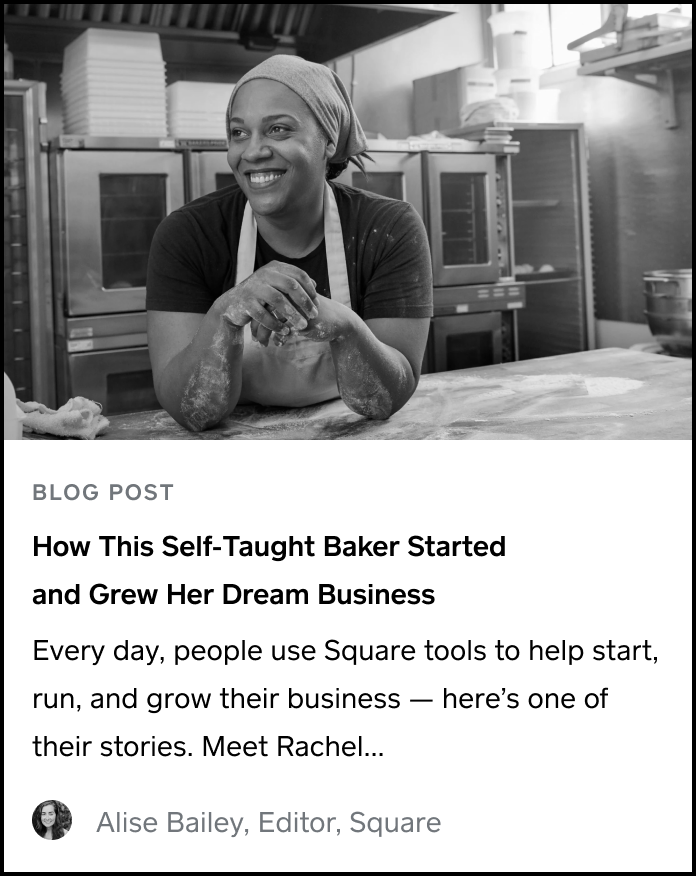 BLOG POST
How This Self-Taught Baker Started
and Grew Her Dream Business
Every day, people use Square tools to help start,
run, and grow their business — here’s one of
their stories. Meet Rachel...
Alise Bailey, Editor, Square